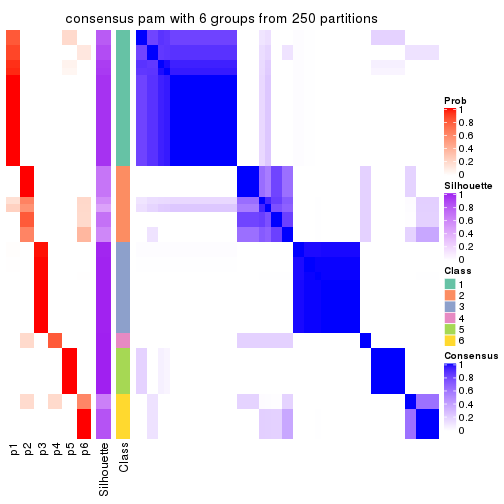 consensus pam with 6 groups from 250 partitions
Prob
1
0.8
0.6
0.4
0.2
0
Silhouette
1
0.8
0.6
0.4
0.2
0
Class
1
2
3
4
5
6
Consensus
1
0.8
0.6
0.4
0.2
0
p1
p2
p3
p4
p5
p6
Silhouette
Class